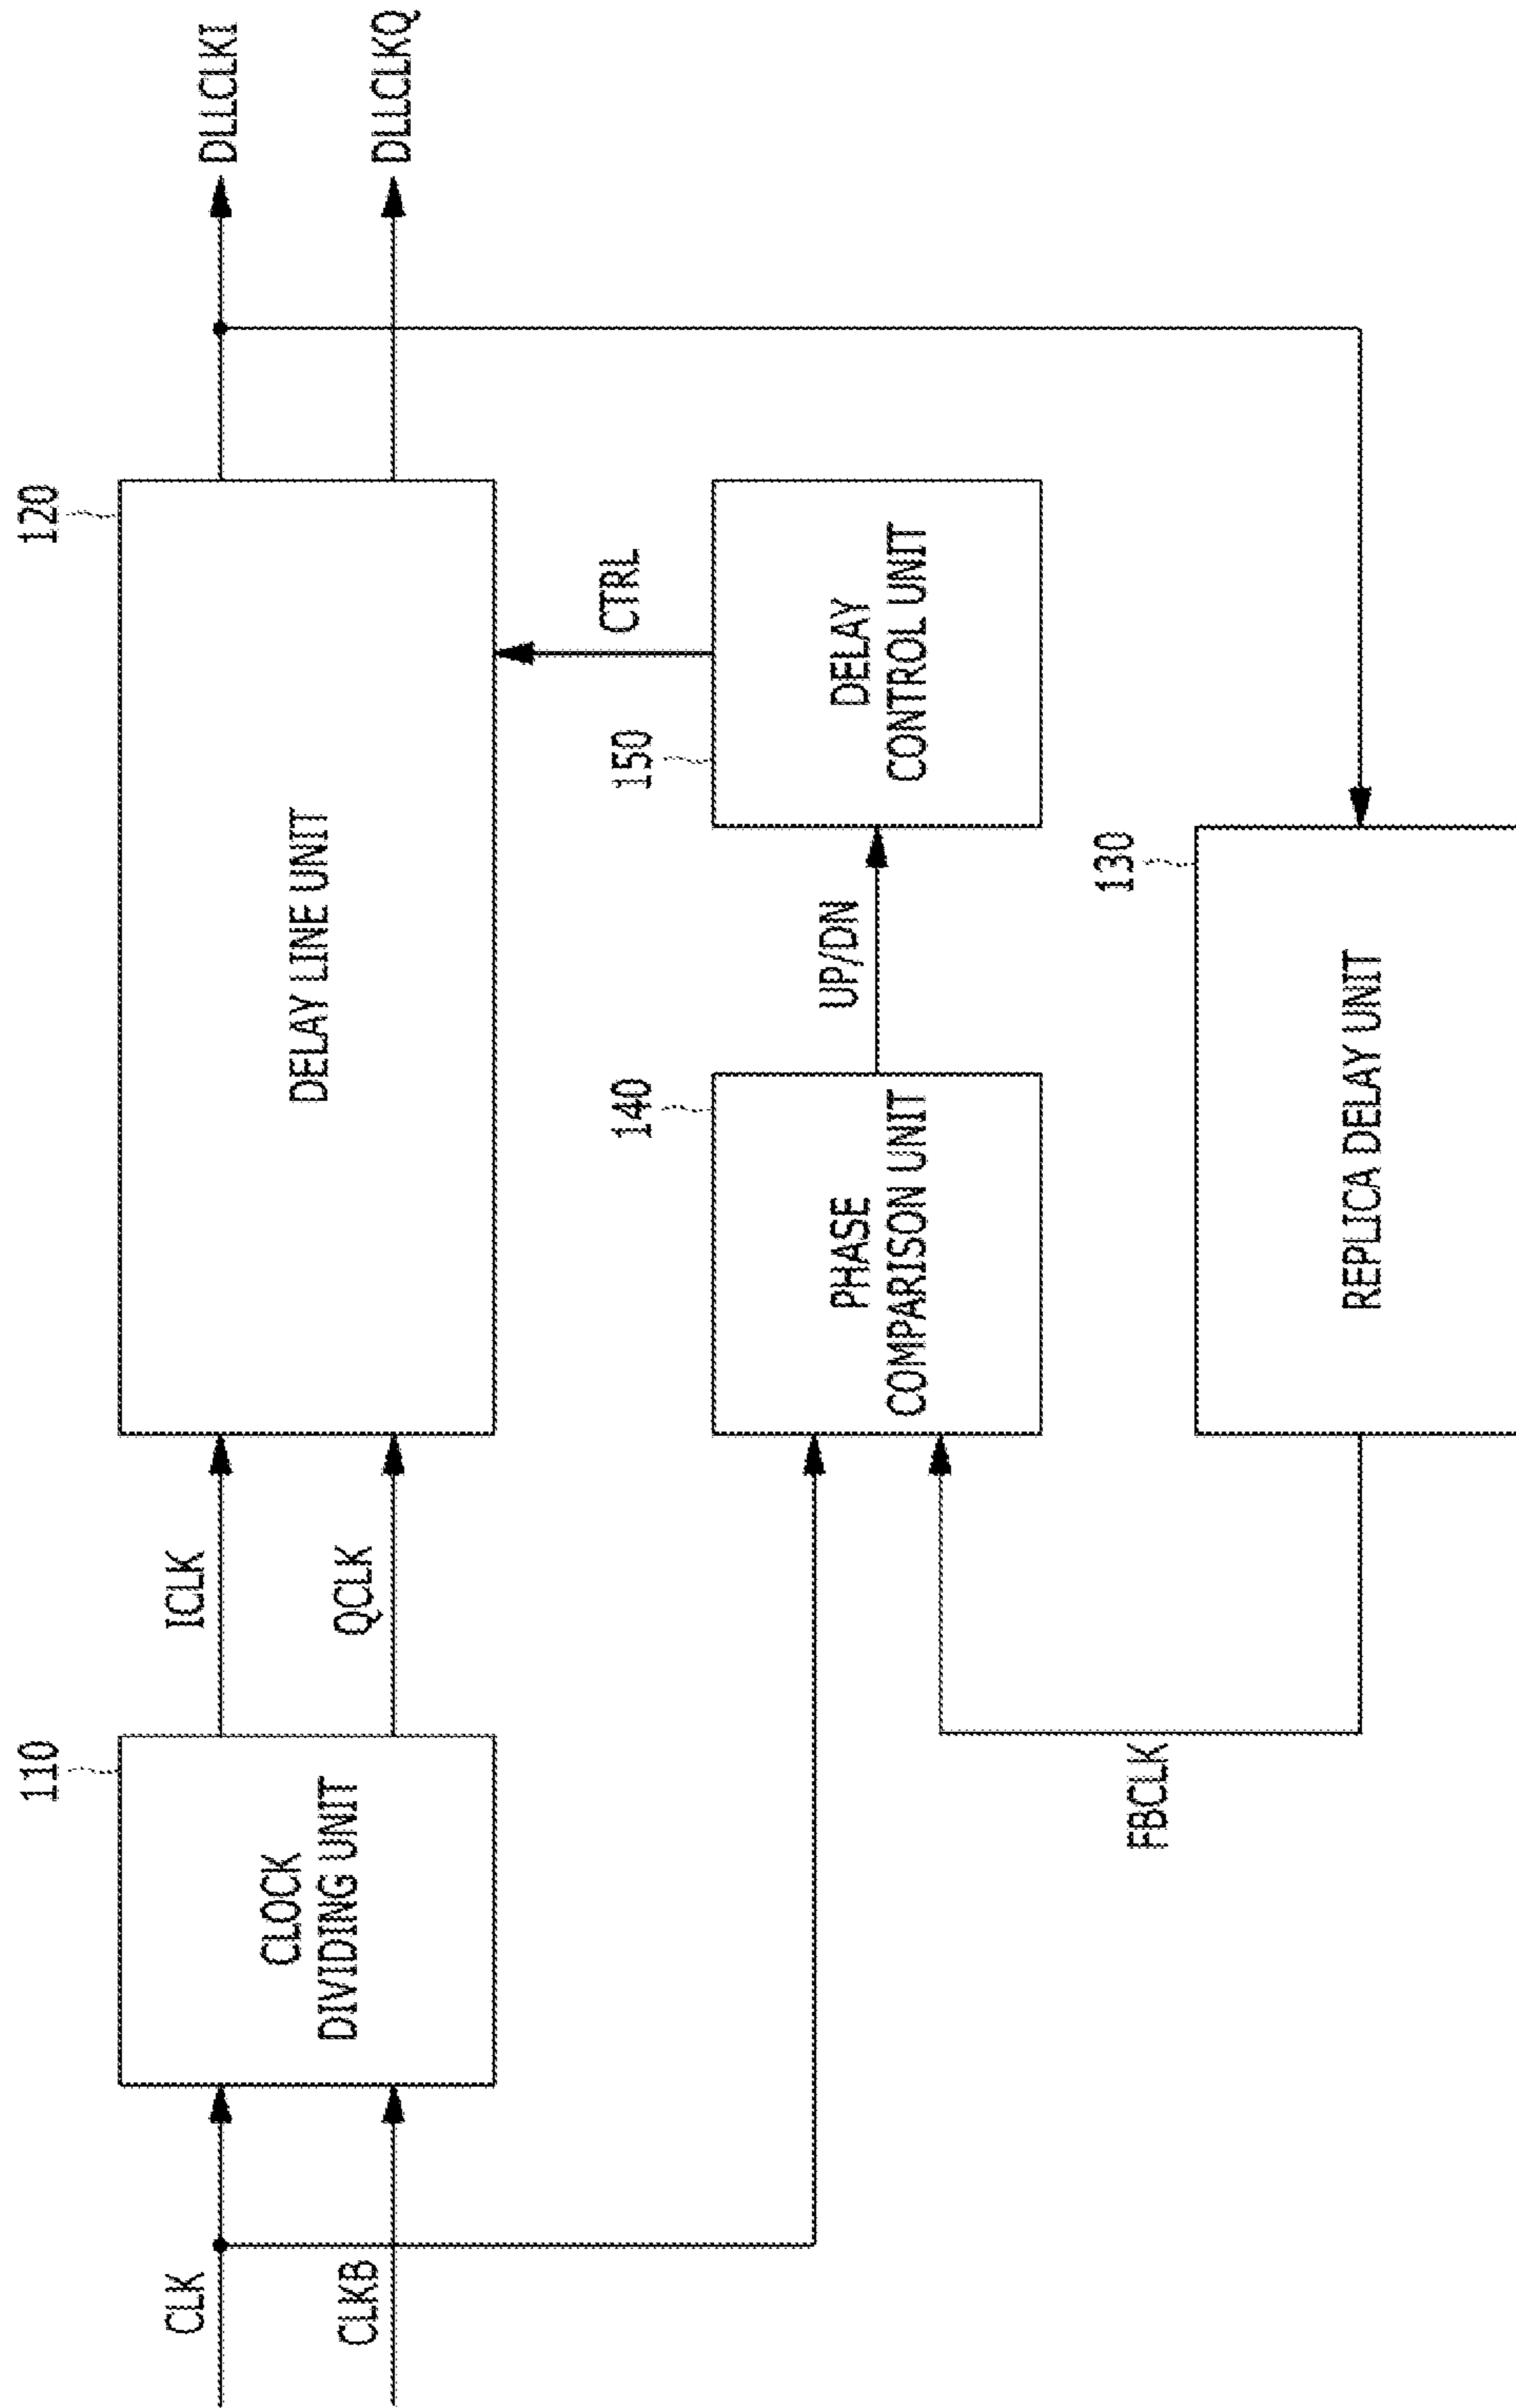 CLK
CLKB
110
CLOCK
DIVIDING UNIT
ICLK
QCLK
120
DELAY LINE UNIT
DLLCLKI
DLLCLKQ
140
PHASE
COMPARISON UNIT
UP/DN
150
DELAY
CONTROL UNIT
CTRL
FBCLK
130
REPLICA DELAY UNIT